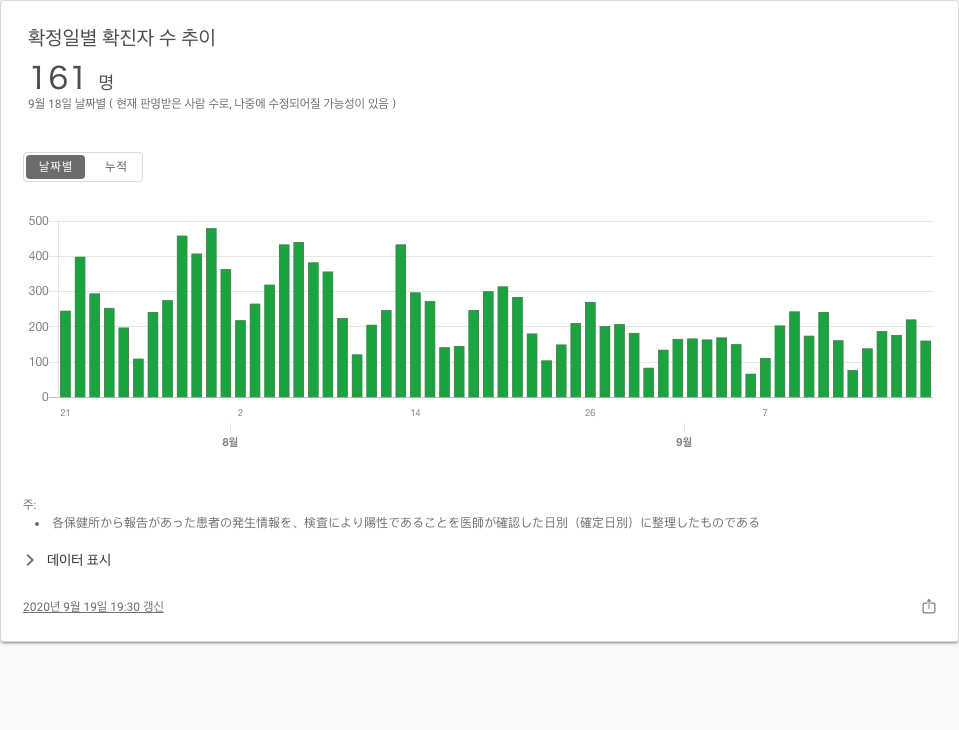 확정일별 확진자 수 추이
161 명
9월 18일 날짜별 ( 현재 판명받은 사람 수로, 나중에 수정되어질 가능성이 있음 )
날짜별 누적
500
400
300
200
100
0
21 2 14 26 7
8월 9월
주:
• 各保健所から報告があった患者の発生情報を、検査により陽性であることを医師が確認した日別（確定日別）に整理したものである
데이터 표시
2020년 9월 19일 19:30 갱신